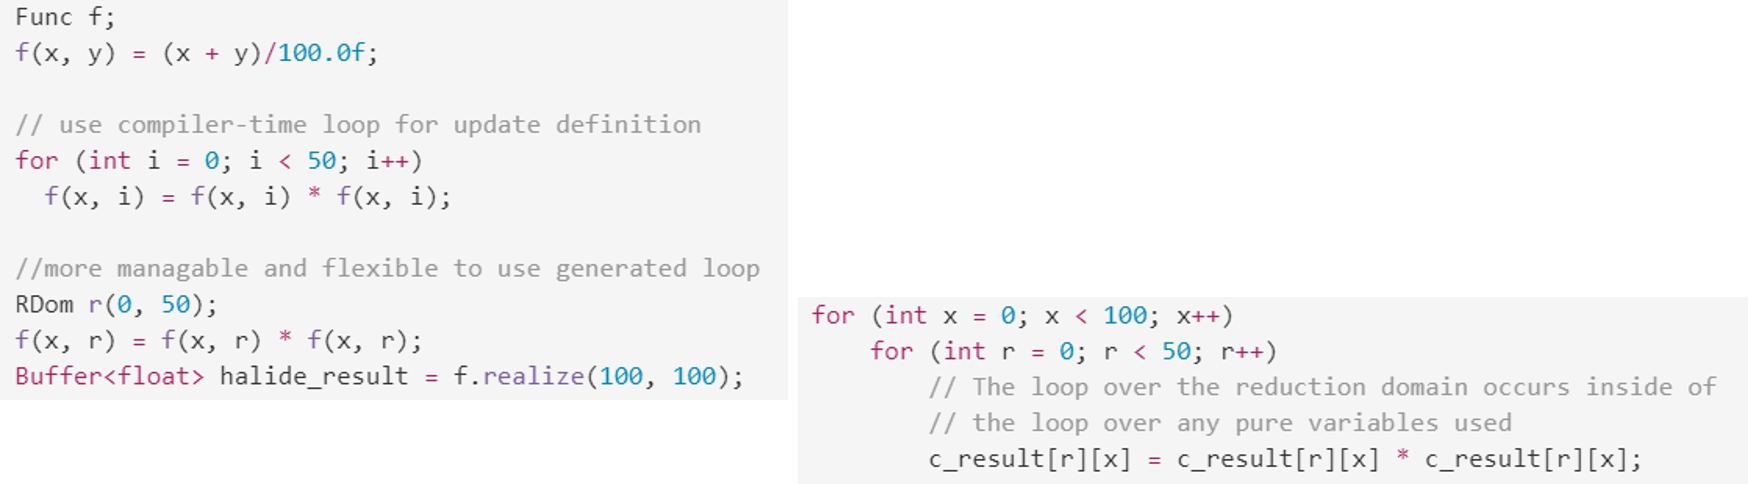 Func f;
f(x, y) = (x + y)/100.0f;
// use compiler-time loop for update definition
for (int i = 0; i < 50; i++)
  f(x, i) = f(x, i) * f(x, i);
//more managable and flexible to use generated loop
RDom r(0, 50);
f(x, r) = f(x, r) * f(x, r);
Buffer<float> halide_result = f.realize(100, 100);
for (int x = 0; x < 100; x++)
    for (int r = 0; r < 50; r++)
        // The loop over the reduction domain occurs inside of
        // the loop over any pure variables used
        c_result[r][x] = c_result[r][x] * c_result[r][x];